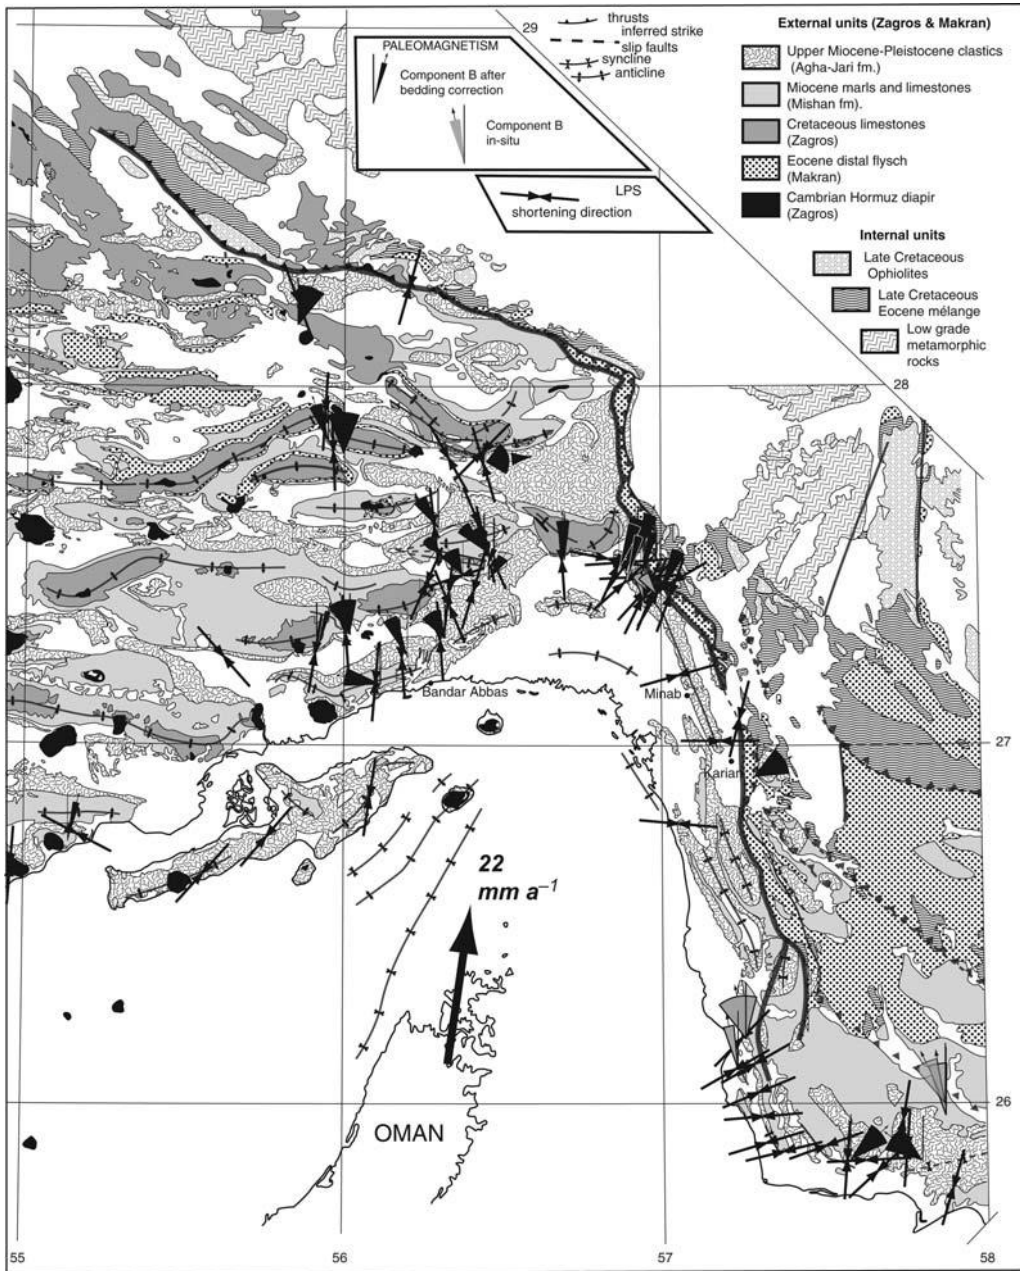 29
thrusts
inferred strike
slip faults
syncline
anticline
PALEOMAGNETISM
Component B after
bedding correction
Component B
in-situ
LPS
shortening direction
External units (Zagros & Makran)
Upper Miocene-Pleistocene clastics
(Agha-Jari fm.)
Miocene marls and limestones
(Mishan fm).
Cretaceous limestones
(Zagros)
Eocene distal flysch
(Makran)
Cambrian Hormuz diapir
(Zagros)
Internal units
Late Cretaceous
Ophiolites
Late Cretaceous
Eocene mélange
Low grade
metamorphic
rocks
28
Bandar Abbas
Minab
27
Karian
22
mm a⁻¹
26
OMAN
55
56
57
58